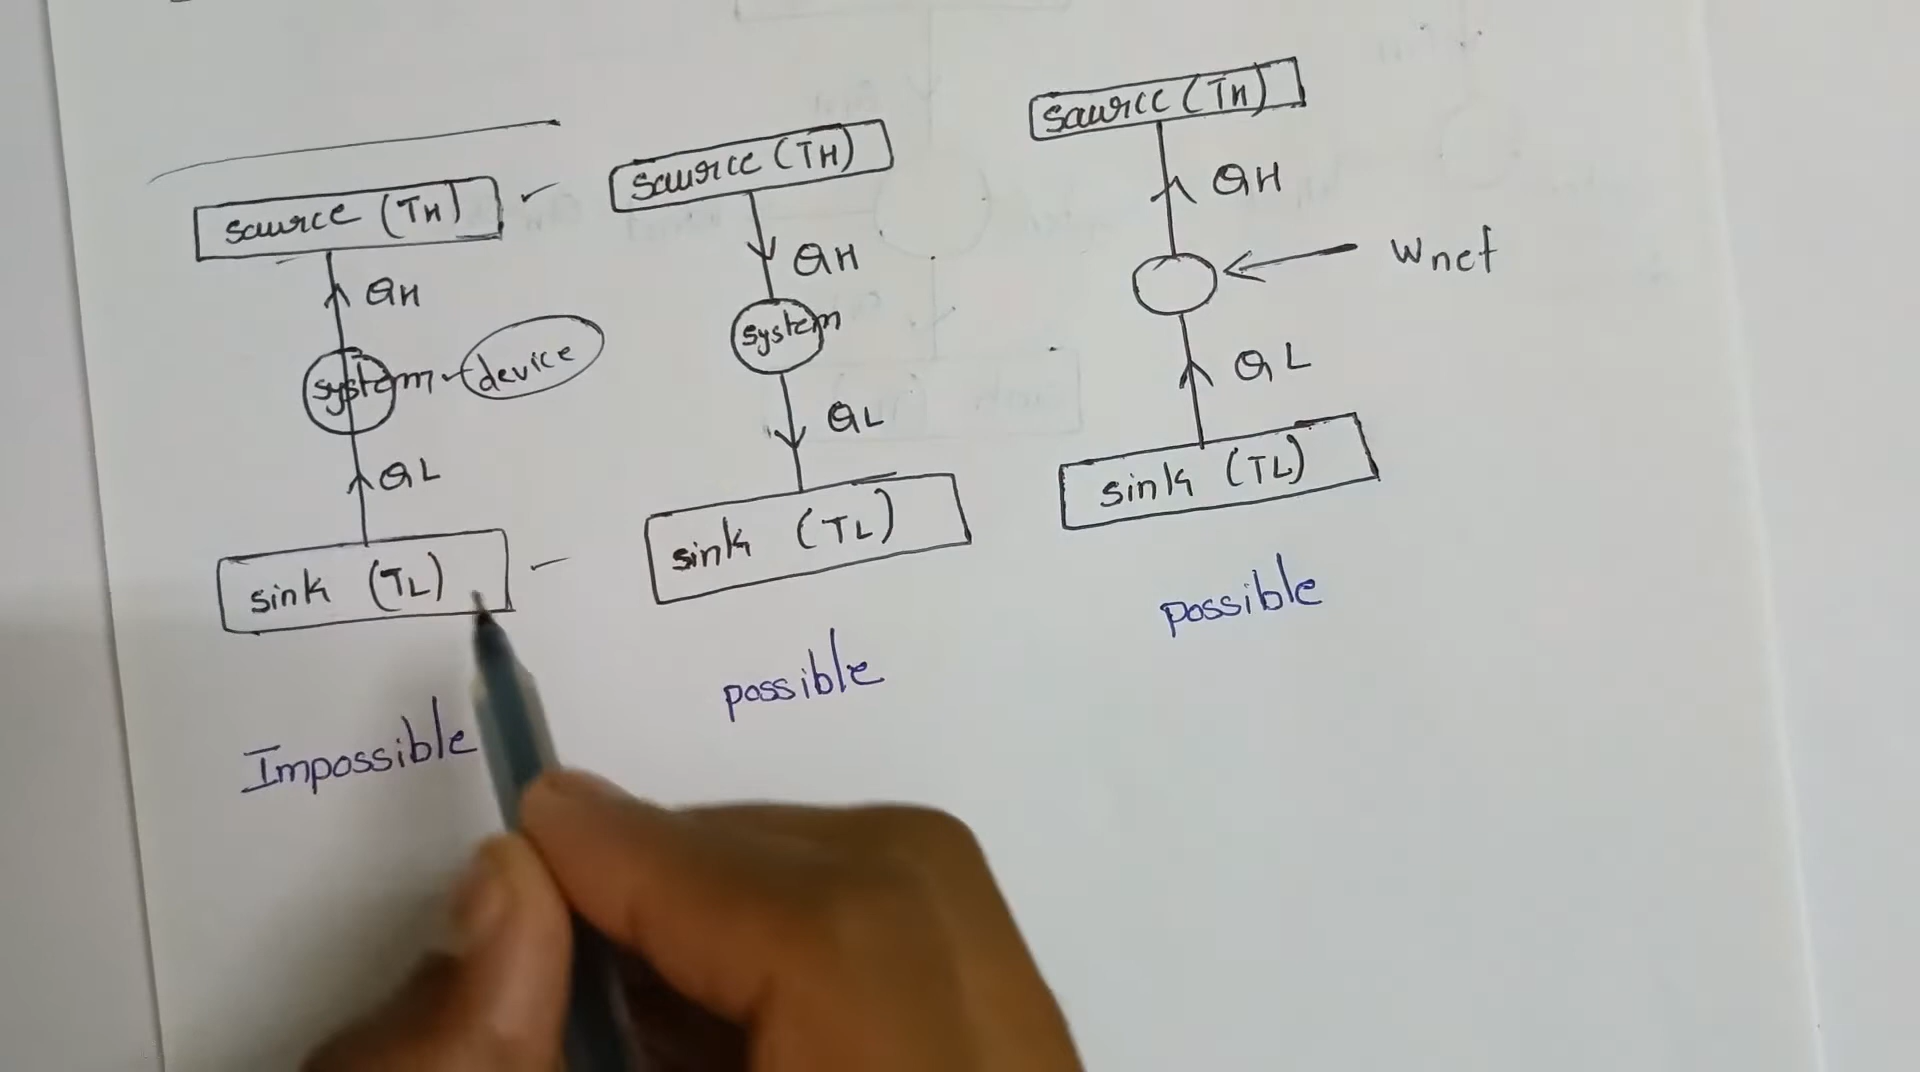 source (TH)
QH
system
device
QL
sink (TL)
Impossible
source (TH)
QH
system
QL
sink (TL)
possible
source (TH)
QH
Wnet
QL
sink (TL)
possible